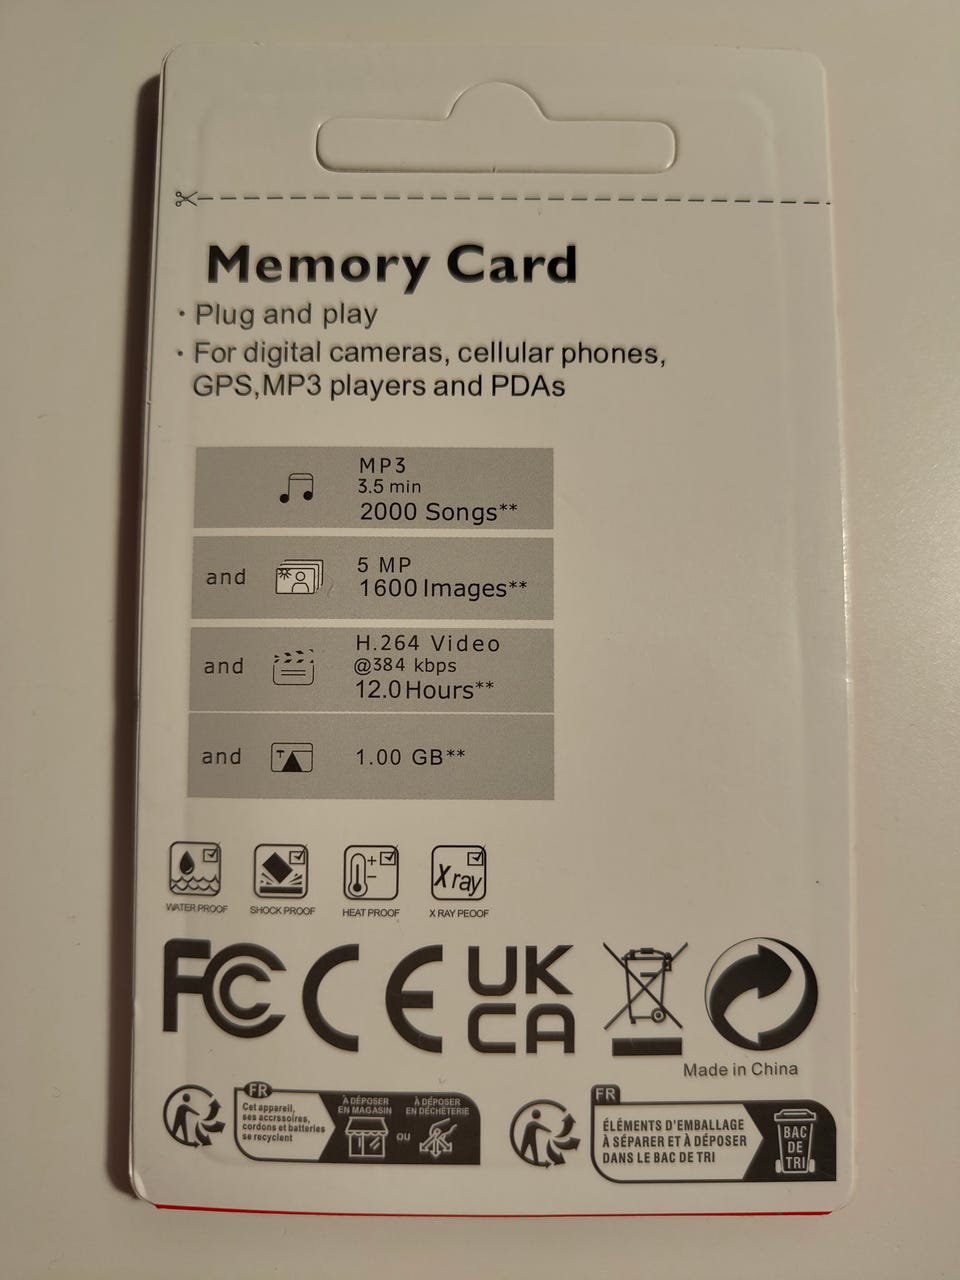 Memory Card
· Plug and play
· For digital cameras, cellular phones,
GPS,MP3 players and PDAs
MP3
3.5 min
2000 Songs**
and
5 MP
1600 Images**
and
H.264 Video
@384 kbps
12.0 Hours**
and
T
1.00 GB**
X ray
WATER PROOF SHOCK PROOF HEAT PROOF X RAY PEOOF
FC CE UK
CA
Made in China
FR
Cet appareil,
ses accrssoires,
cordons et batteries
se recyclent
À DÉPOSER
EN MAGASIN
OU
À DÉPOSER
EN DÉCHÈTERIE
FR
ÉLÉMENTS D'EMBALLAGE
À SÉPARER ET À DÉPOSER
DANS LE BAC DE TRI
BAC
DE
TRI